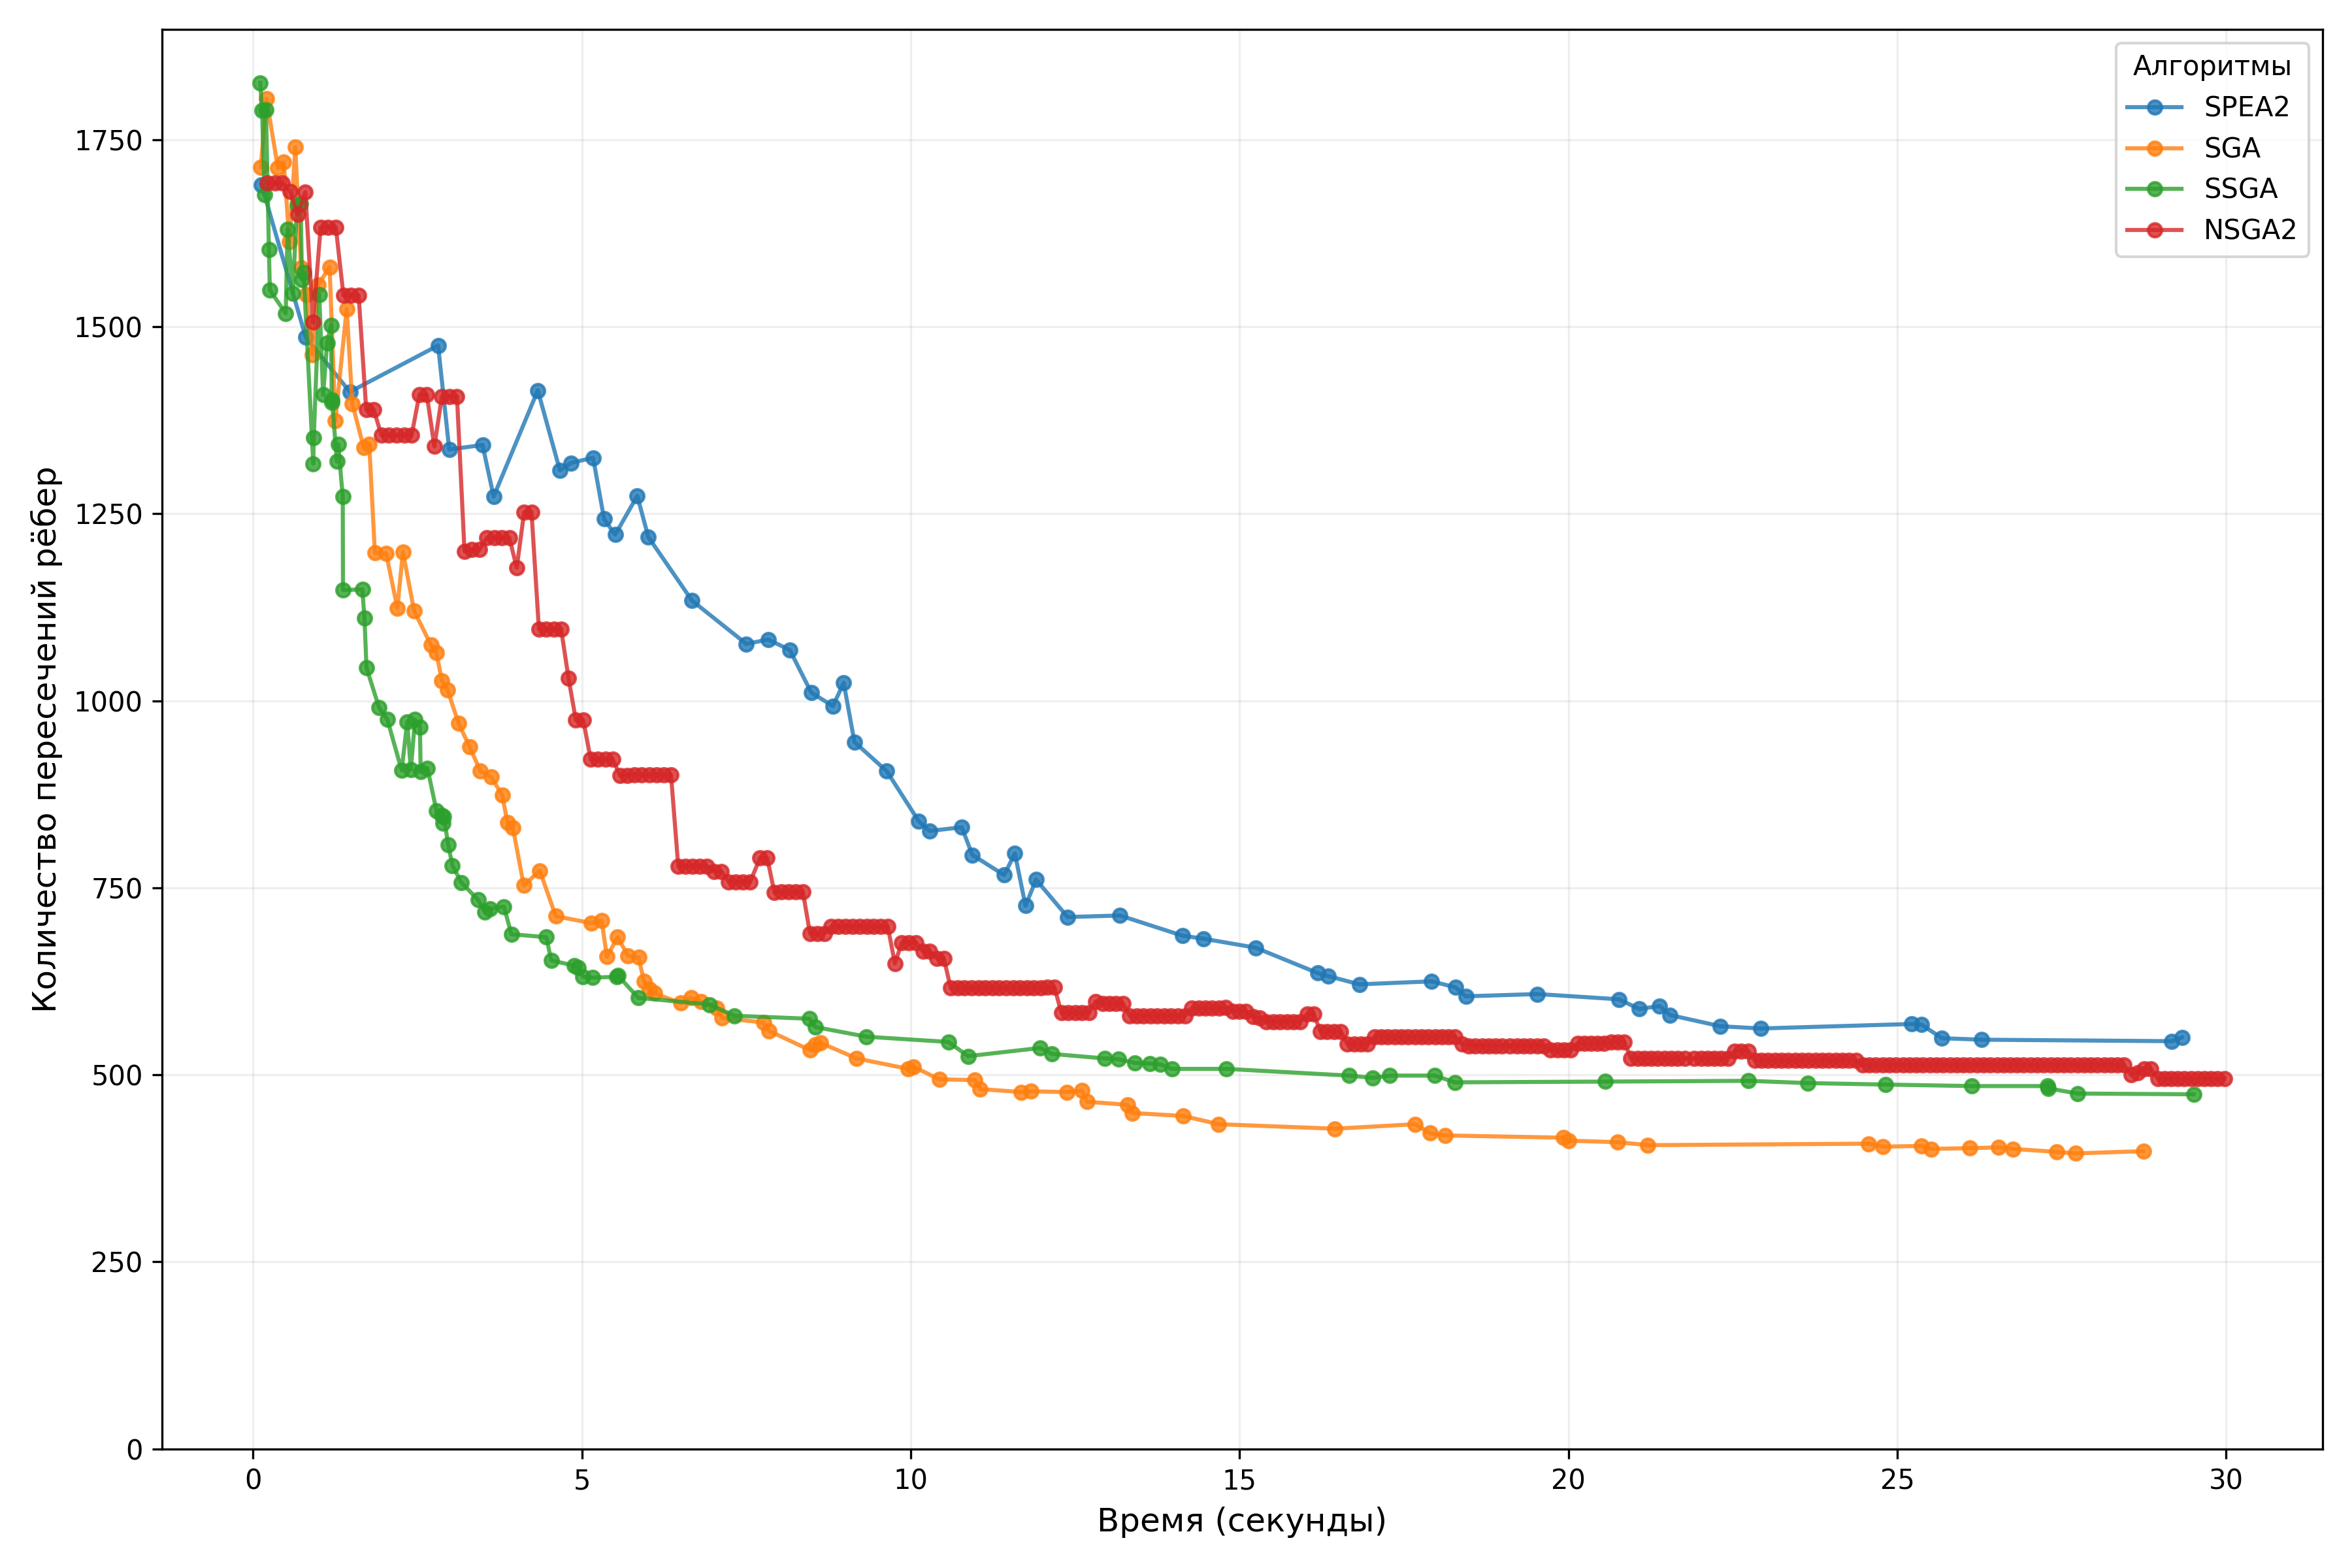 Алгоритмы
SPEA2
SGA
SSGA
NSGA2
Количество пересечений рёбер
1750
1500
1250
1000
750
500
250
0
0 5 10 15 20 25 30
Время (секунды)